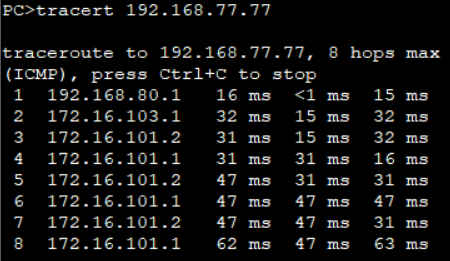 PC>tracert 192.168.77.77
traceroute to 192.168.77.77, 8 hops max
(ICMP), press Ctrl+C to stop
1 192.168.80.1 16 ms <1 ms 15 ms
2 172.16.103.1 32 ms 15 ms 32 ms
3 172.16.101.2 31 ms 15 ms 32 ms
4 172.16.101.1 31 ms 31 ms 16 ms
5 172.16.101.2 47 ms 31 ms 31 ms
6 172.16.101.1 47 ms 47 ms 47 ms
7 172.16.101.2 47 ms 47 ms 31 ms
8 172.16.101.1 62 ms 47 ms 63 ms